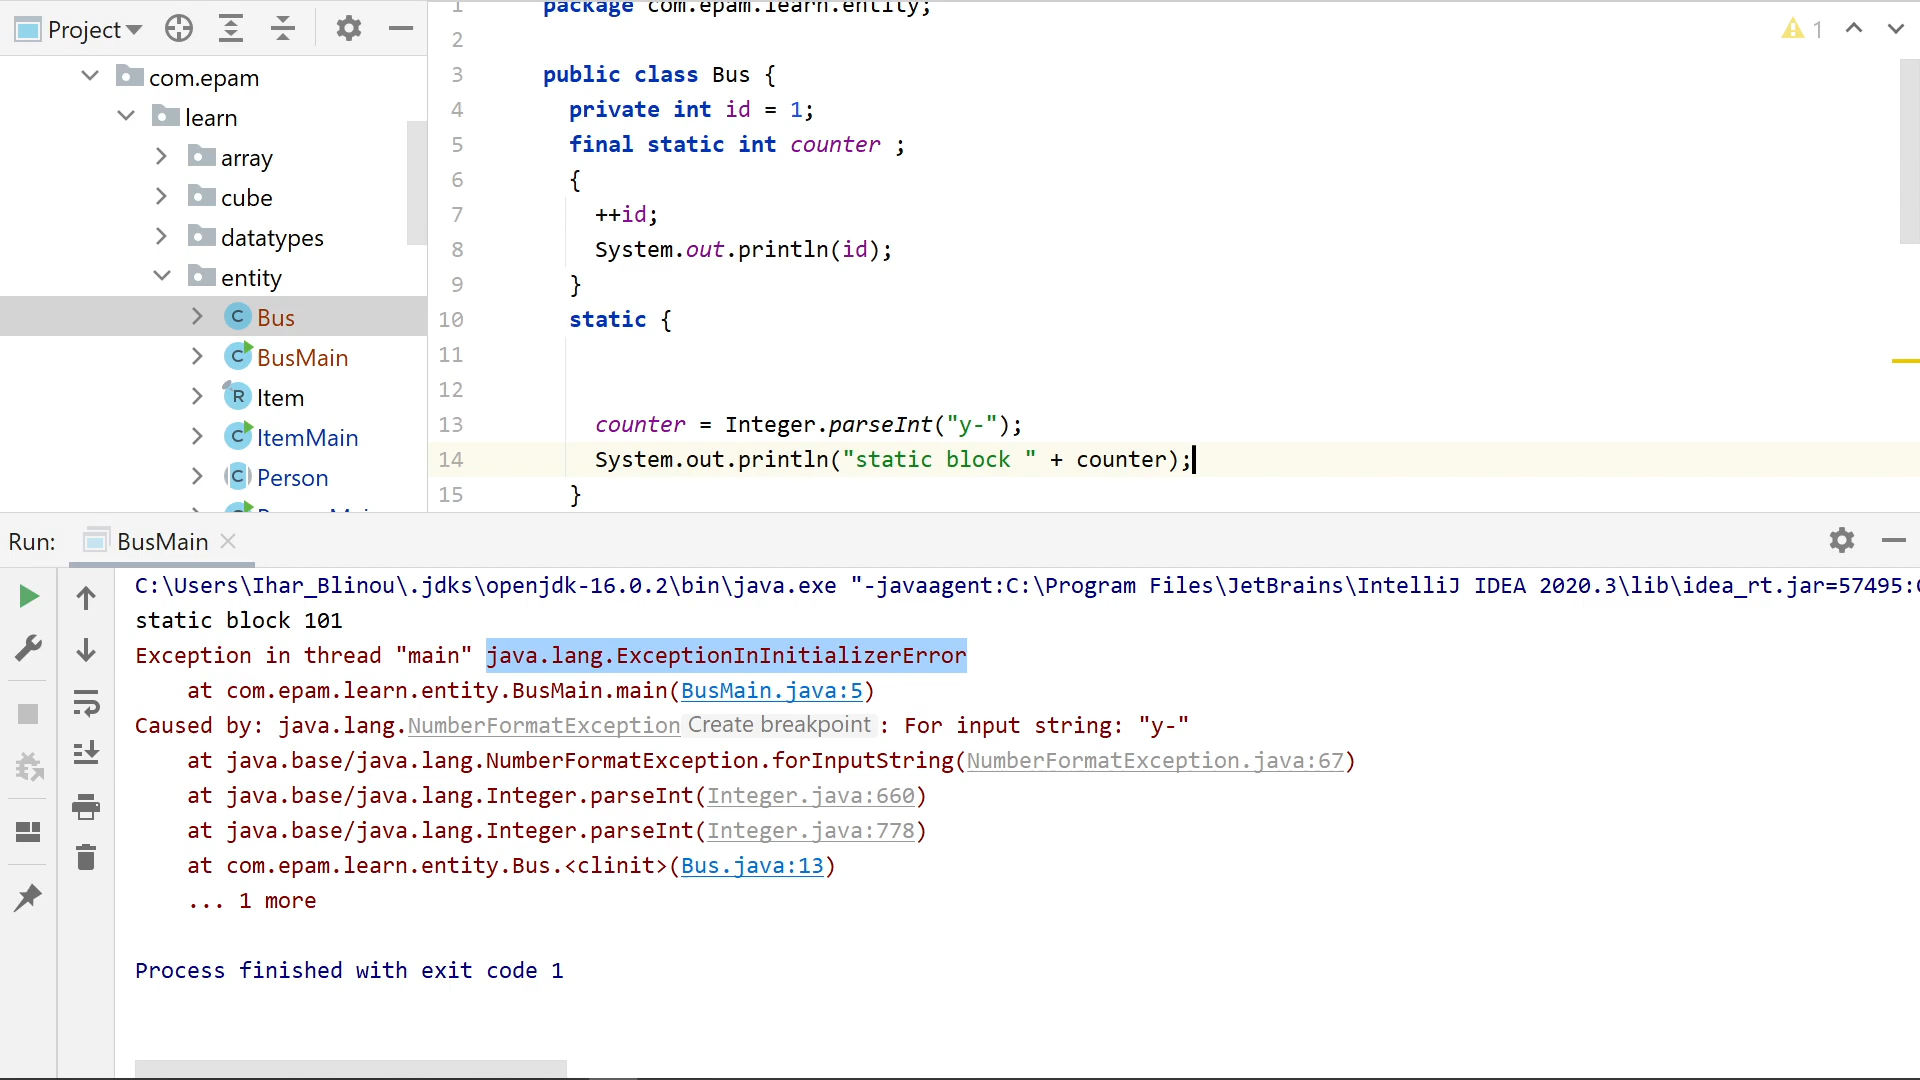 Project
com.epam
learn
array
cube
datatypes
entity
Bus
BusMain
Item
ItemMain
Person
1 package com.epam.learn.entity;
2
3 public class Bus {
4 private int id = 1;
5 final static int counter ;
6 {
7 ++id;
8 System.out.println(id);
9 }
10 static {
11
12
13 counter = Integer.parseInt("y-");
14 System.out.println("static block " + counter);
15 }
1
Run: BusMain
C:\Users\Ihar_Blinou\.jdks\openjdk-16.0.2\bin\java.exe "-javaagent:C:\Program Files\JetBrains\IntelliJ IDEA 2020.3\lib\idea_rt.jar=57495:
static block 101
Exception in thread "main" java.lang.ExceptionInInitializerError
at com.epam.learn.entity.BusMain.main(BusMain.java:5)
Caused by: java.lang.NumberFormatException Create breakpoint : For input string: "y-"
at java.base/java.lang.NumberFormatException.forInputString(NumberFormatException.java:67)
at java.base/java.lang.Integer.parseInt(Integer.java:660)
at java.base/java.lang.Integer.parseInt(Integer.java:778)
at com.epam.learn.entity.Bus.<clinit>(Bus.java:13)
... 1 more
Process finished with exit code 1